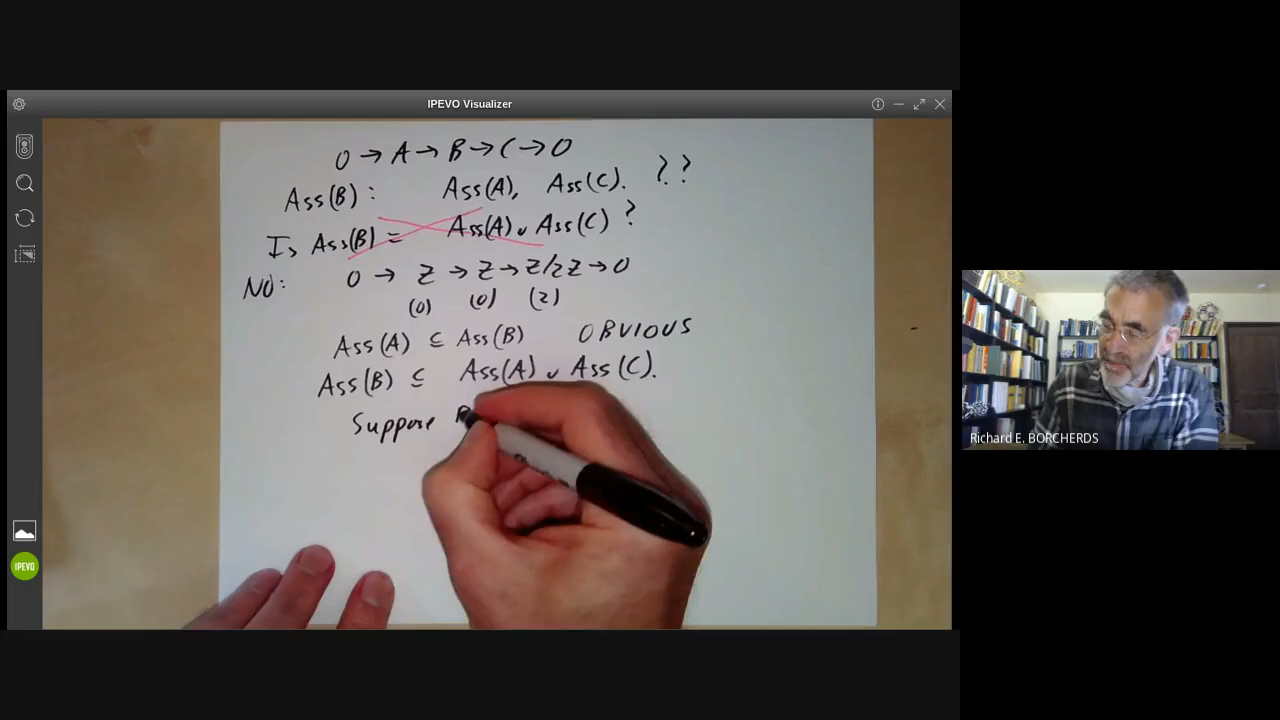 IPEVO Visualizer
0 → A → B → C → 0
Ass(B): Ass(A), Ass(C). ??
Is Ass(B) = Ass(A) ∪ Ass(C) ?
NO: 0 → Z → Z → Z/2Z → 0
(0) (0) (2)
Ass(A) ⊆ Ass(B) OBVIOUS
Ass(B) ⊆ Ass(A) ∪ Ass(C).
Suppose
Richard E. BORCHERDS
IPEVO